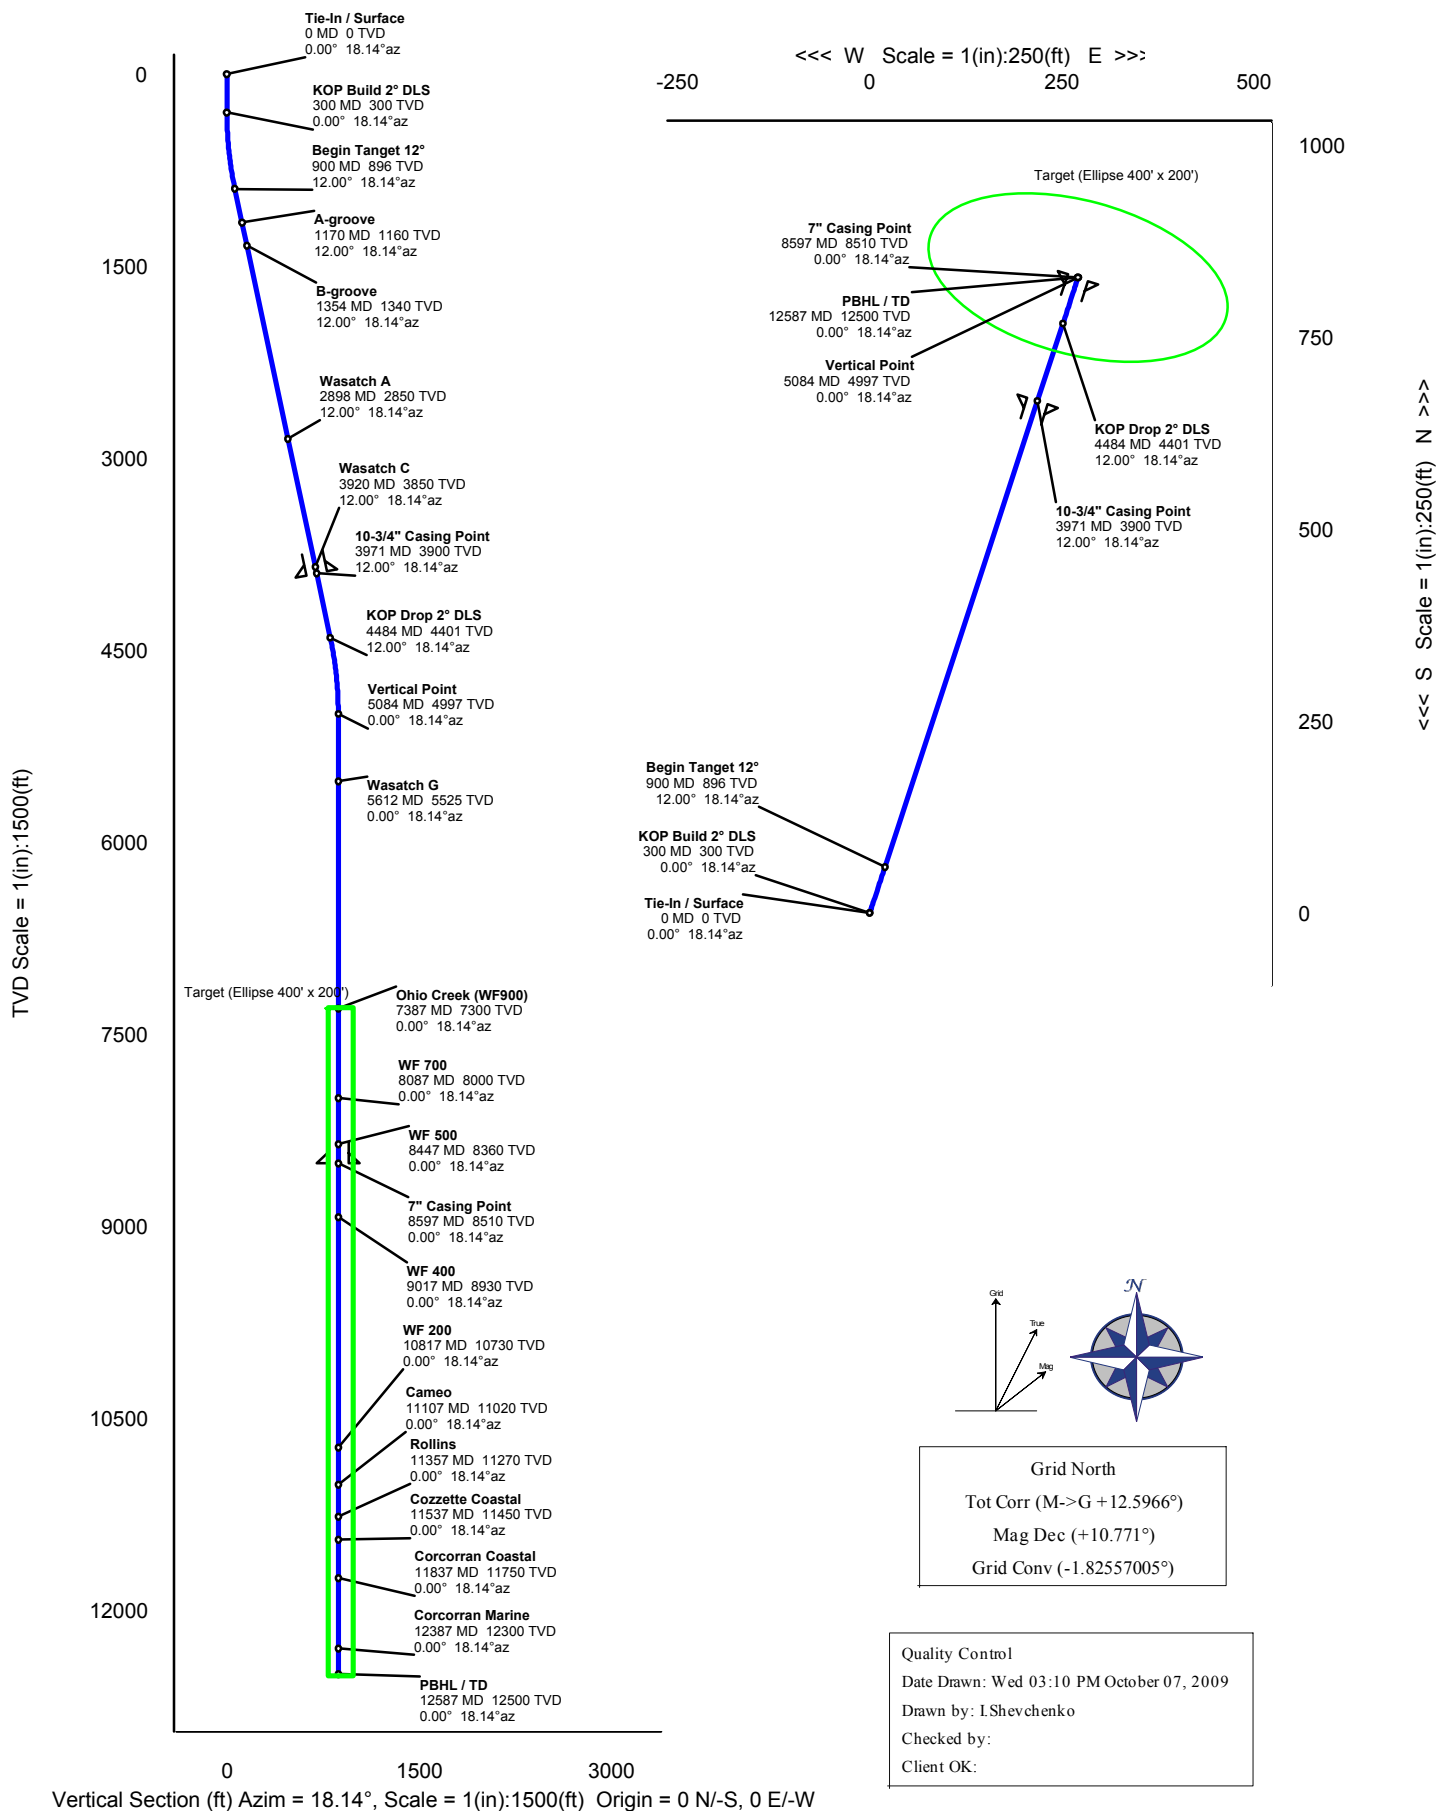 Tie-In / Surface
0 MD 0 TVD
0.00° 18.14°az
KOP Build 2° DLS
300 MD 300 TVD
0.00° 18.14°az
Begin Tanget 12°
900 MD 896 TVD
12.00° 18.14°az
A-groove
1170 MD 1160 TVD
12.00° 18.14°az
B-groove
1354 MD 1340 TVD
12.00° 18.14°az
Wasatch A
2898 MD 2850 TVD
12.00° 18.14°az
Wasatch C
3920 MD 3850 TVD
12.00° 18.14°az
10-3/4" Casing Point
3971 MD 3900 TVD
12.00° 18.14°az
KOP Drop 2° DLS
4484 MD 4401 TVD
12.00° 18.14°az
Vertical Point
5084 MD 4997 TVD
0.00° 18.14°az
Wasatch G
5612 MD 5525 TVD
0.00° 18.14°az
Target (Ellipse 400' x 200')
Ohio Creek (WF900)
7387 MD 7300 TVD
0.00° 18.14°az
WF 700
8087 MD 8000 TVD
0.00° 18.14°az
WF 500
8447 MD 8360 TVD
0.00° 18.14°az
7" Casing Point
8597 MD 8510 TVD
0.00° 18.14°az
WF 400
9017 MD 8930 TVD
0.00° 18.14°az
WF 200
10817 MD 10730 TVD
0.00° 18.14°az
Cameo
11107 MD 11020 TVD
0.00° 18.14°az
Rollins
11357 MD 11270 TVD
0.00° 18.14°az
Cozzette Coastal
11537 MD 11450 TVD
0.00° 18.14°az
Corcorran Coastal
11837 MD 11750 TVD
0.00° 18.14°az
Corcorran Marine
12387 MD 12300 TVD
0.00° 18.14°az
PBHL / TD
12587 MD 12500 TVD
0.00° 18.14°az
0
1500
3000
4500
6000
7500
9000
10500
12000
TVD Scale = 1(in):1500(ft)
0 1500 3000
Vertical Section (ft) Azim = 18.14°, Scale = 1(in):1500(ft) Origin = 0 N/-S, 0 E/-W
<<< W Scale = 1(in):250(ft) E >>>
-250 0 250 500
1000
750
500
250
0
<<< S Scale = 1(in):250(ft) N >>>
Target (Ellipse 400' x 200')
7" Casing Point
8597 MD 8510 TVD
0.00° 18.14°az
PBHL / TD
12587 MD 12500 TVD
0.00° 18.14°az
Vertical Point
5084 MD 4997 TVD
0.00° 18.14°az
KOP Drop 2° DLS
4484 MD 4401 TVD
12.00° 18.14°az
10-3/4" Casing Point
3971 MD 3900 TVD
12.00° 18.14°az
Begin Tanget 12°
900 MD 896 TVD
12.00° 18.14°az
KOP Build 2° DLS
300 MD 300 TVD
0.00° 18.14°az
Tie-In / Surface
0 MD 0 TVD
0.00° 18.14°az
Grid
True
Mag
N
Grid North
Tot Corr (M->G +12.5966°)
Mag Dec (+10.771°)
Grid Conv (-1.82557005°)
Quality Control
Date Drawn: Wed 03:10 PM October 07, 2009
Drawn by: I.Shevchenko
Checked by:
Client OK: